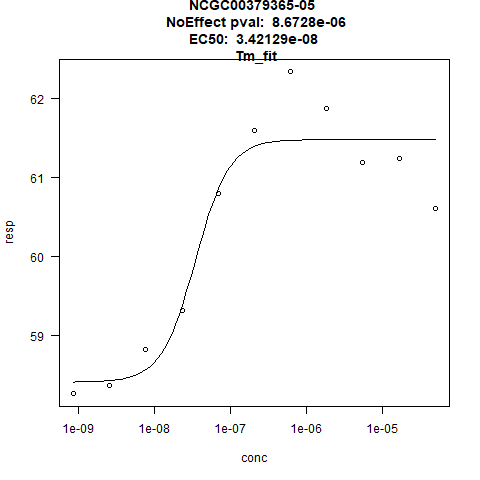 NCGC00379365-05
NoEffect pval: 8.6728e-06
EC50: 3.42129e-08
Tm_fit
62
61
60
59
resp
1e-09 1e-08 1e-07 1e-06 1e-05
conc